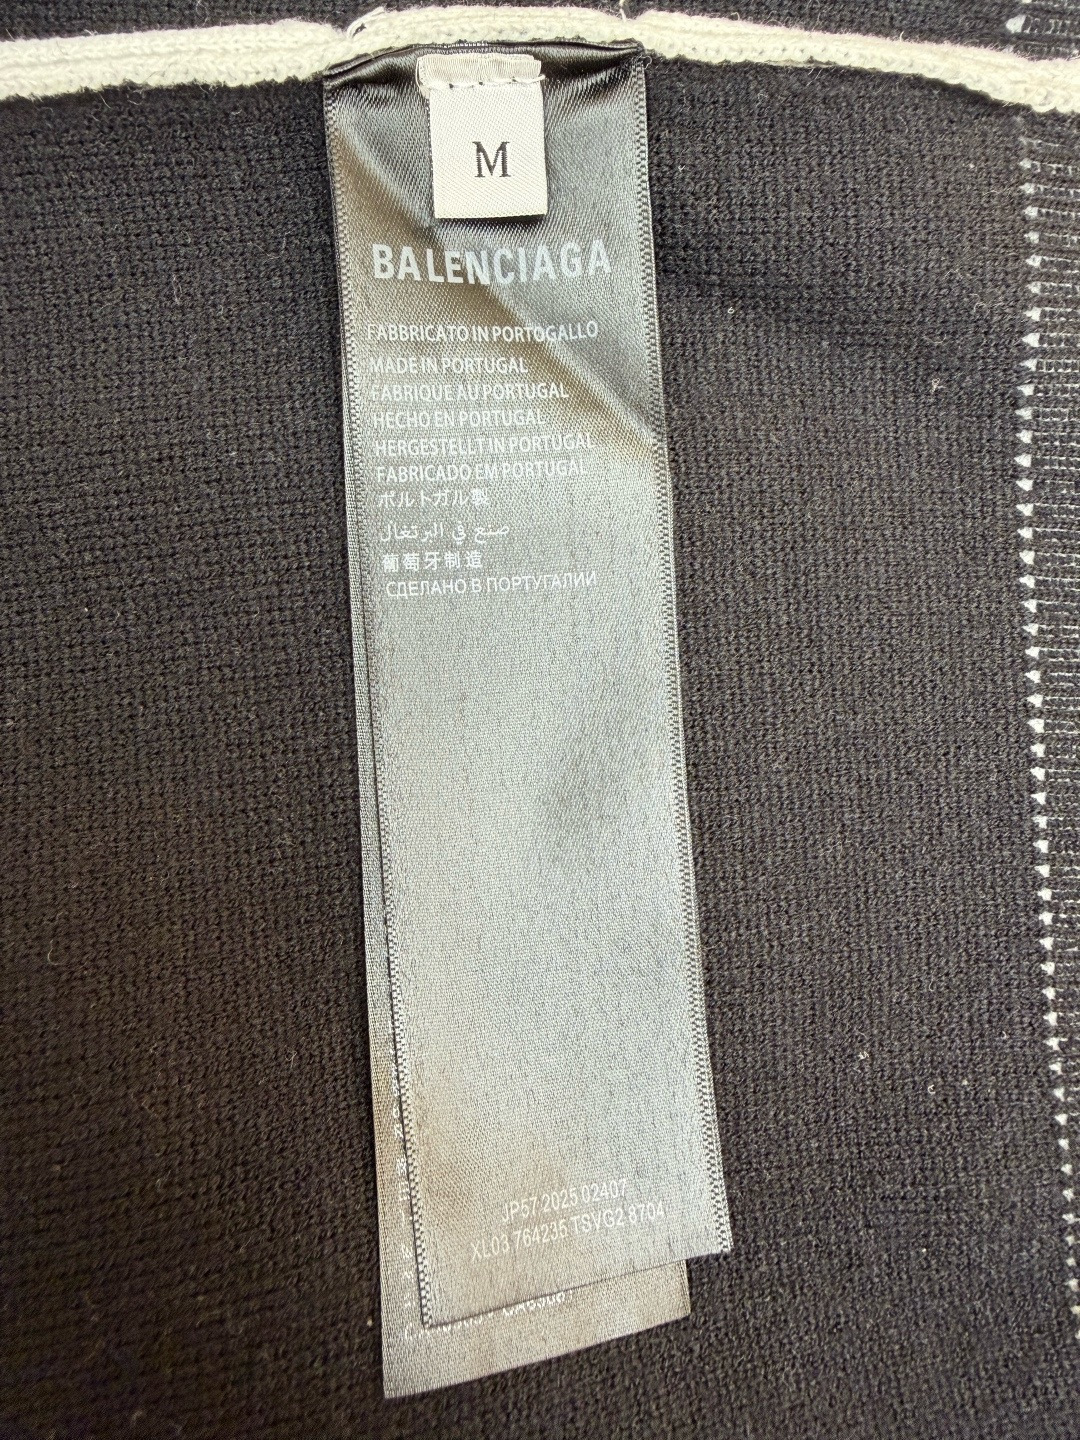 M
BALENCIAGA
FABBRICATO IN PORTOGALLO
MADE IN PORTUGAL
FABRIQUE AU PORTUGAL
HECHO EN PORTUGAL
HERGESTELLT IN PORTUGAL
FABRICADO EM PORTUGAL
ポルトガル製
صنع في البرتغال
葡萄牙制造
СДЕЛАНО В ПОРТУГАЛИИ
JP57 2025 02407
XL03 764235 TSVG2 8704